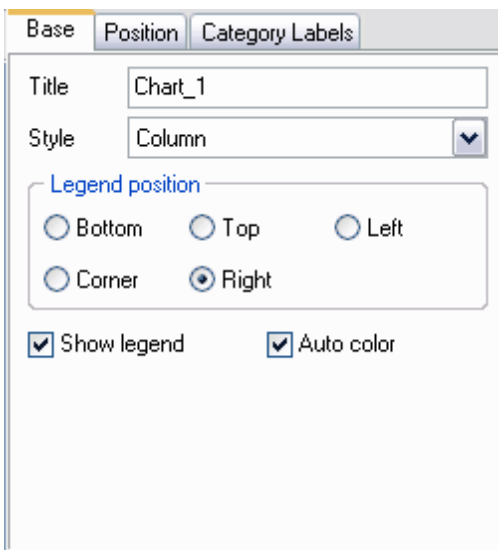 Base Position Category Labels
Title Chart_1
Style Column
Legend position
Bottom Top Left
Corner Right
Show legend Auto color